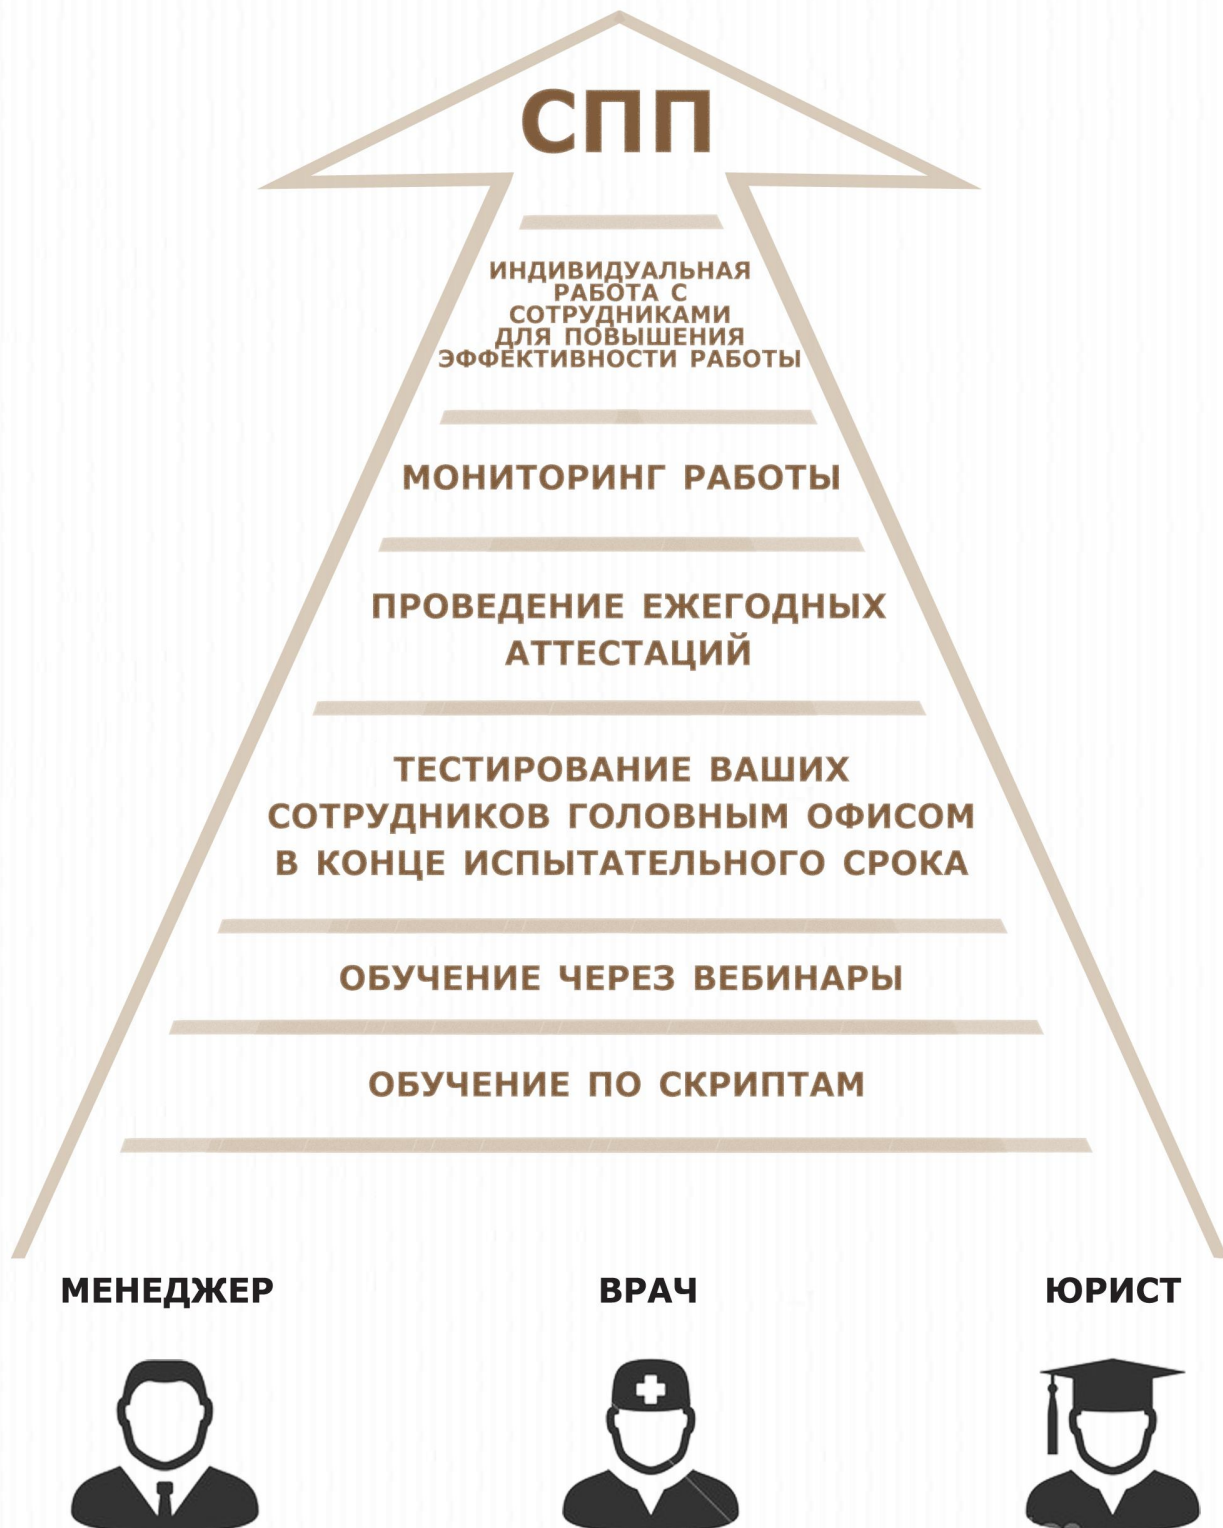 СПП
ИНДИВИДУАЛЬНАЯ
РАБОТА С
СОТРУДНИКАМИ
ДЛЯ ПОВЫШЕНИЯ
ЭФФЕКТИВНОСТИ РАБОТЫ
МОНИТОРИНГ РАБОТЫ
ПРОВЕДЕНИЕ ЕЖЕГОДНЫХ
АТТЕСТАЦИЙ
ТЕСТИРОВАНИЕ ВАШИХ
СОТРУДНИКОВ ГОЛОВНЫМ ОФИСОМ
В КОНЦЕ ИСПЫТАТЕЛЬНОГО СРОКА
ОБУЧЕНИЕ ЧЕРЕЗ ВЕБИНАРЫ
ОБУЧЕНИЕ ПО СКРИПТАМ
МЕНЕДЖЕР ВРАЧ ЮРИСТ